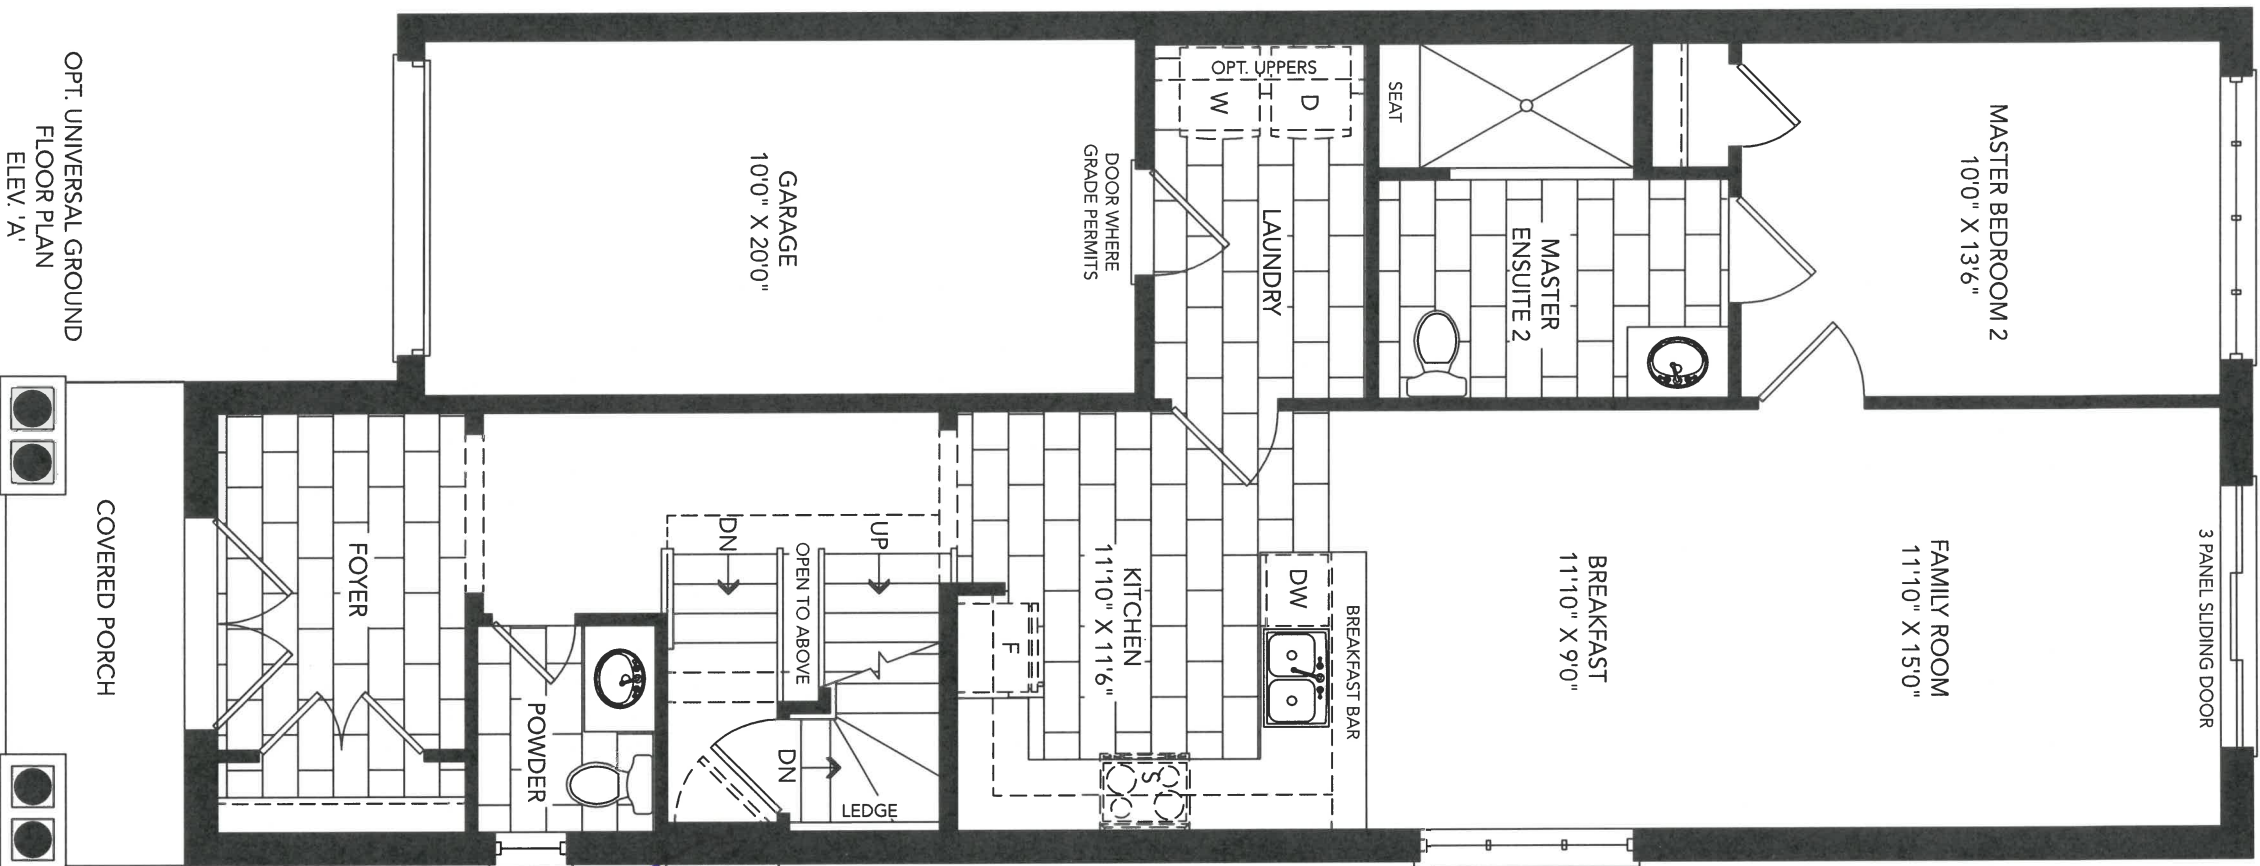 OPT. UNIVERSAL GROUND
FLOOR PLAN
ELEV. 'A'
COVERED PORCH
FOYER
GARAGE
10'0" X 20'0"
DOOR WHERE
GRADE PERMITS
OPT. UPPERS
W
D
LAUNDRY
SEAT
MASTER
ENSUITE 2
MASTER BEDROOM 2
10'0" X 13'6"
DN
OPEN TO ABOVE
UP
POWDER
DN
LEDGE
KITCHEN
11'10" X 11'6"
F
S
DW
BREAKFAST BAR
BREAKFAST
11'10" X 9'0"
FAMILY ROOM
11'10" X 15'0"
3 PANEL SLIDING DOOR